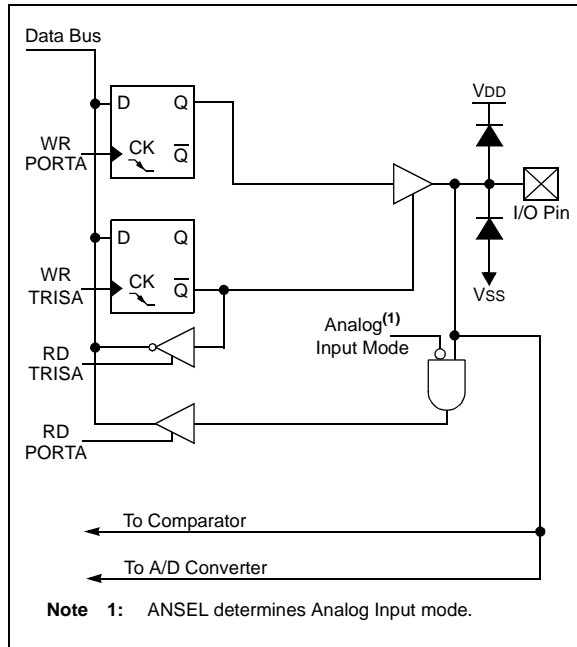 Data Bus
D Q
WR
PORTA
CK Q
VDD
I/O Pin
D Q
WR
TRISA
CK Q
VSS
Analog(1)
Input Mode
RD
TRISA
RD
PORTA
To Comparator
To A/D Converter
Note 1: ANSEL determines Analog Input mode.